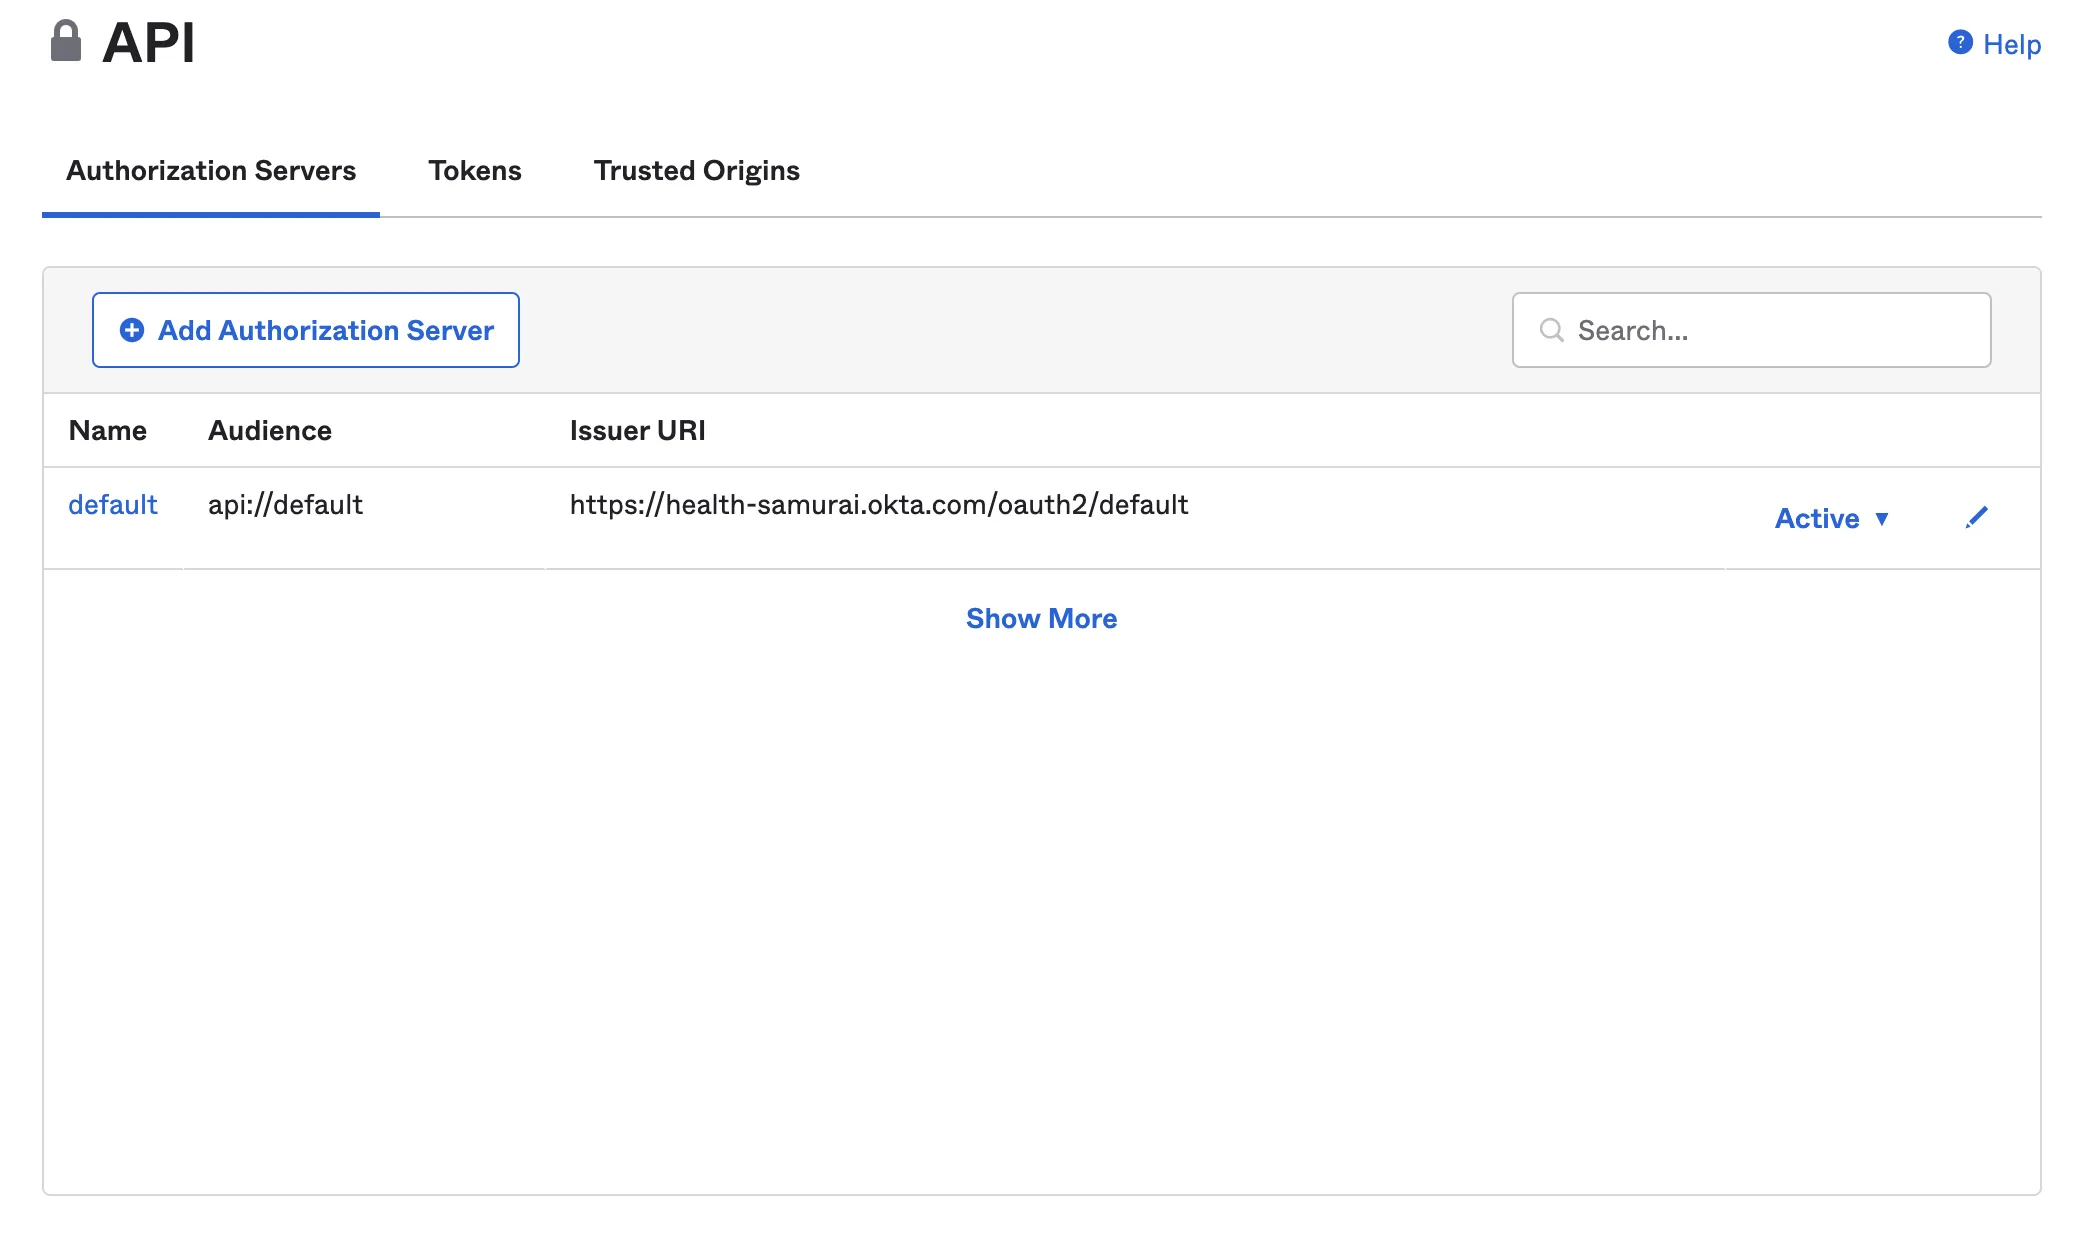 API
? Help
Authorization Servers Tokens Trusted Origins
Add Authorization Server Search...
Name Audience Issuer URI
default api://default https://health-samurai.okta.com/oauth2/default Active ▼
Show More